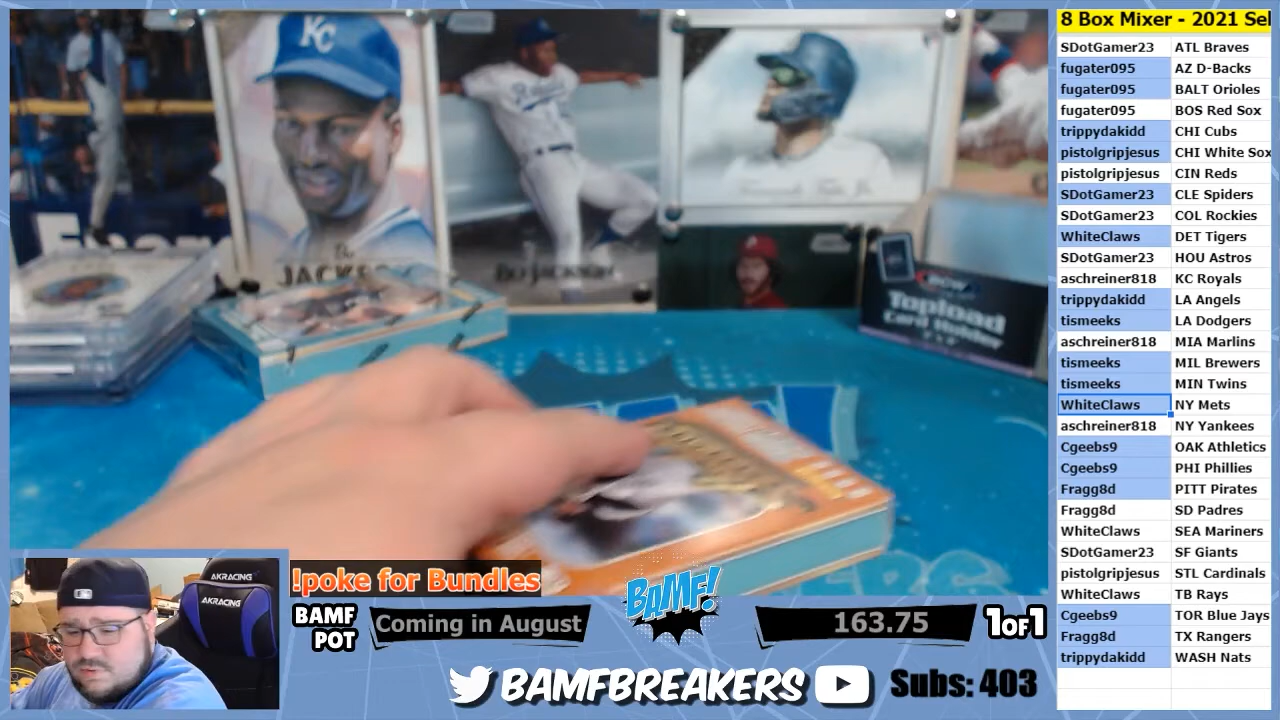 KC
Bo
JACKSON
BO JACKSON
BCW
Topload
Card Holder
8 Box Mixer - 2021 Sel
SDotGamer23 ATL Braves
fugater095 AZ D-Backs
fugater095 BALT Orioles
fugater095 BOS Red Sox
trippydakidd CHI Cubs
pistolgripjesus CHI White Sox
pistolgripjesus CIN Reds
SDotGamer23 CLE Spiders
SDotGamer23 COL Rockies
WhiteClaws DET Tigers
SDotGamer23 HOU Astros
aschreiner818 KC Royals
trippydakidd LA Angels
tismeeks LA Dodgers
aschreiner818 MIA Marlins
tismeeks MIL Brewers
tismeeks MIN Twins
WhiteClaws NY Mets
aschreiner818 NY Yankees
Cgeebs9 OAK Athletics
Cgeebs9 PHI Phillies
Fragg8d PITT Pirates
Fragg8d SD Padres
WhiteClaws SEA Mariners
SDotGamer23 SF Giants
pistolgripjesus STL Cardinals
WhiteClaws TB Rays
Cgeebs9 TOR Blue Jays
Fragg8d TX Rangers
trippydakidd WASH Nats
AKRACING
AKRACING
!poke for Bundles
BAMF POT
Coming in August
BAMF!
163.75
1OF1
BAMFBREAKERS
Subs: 403